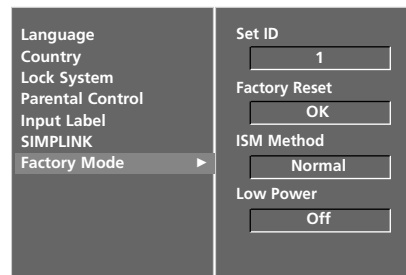 Language
Country
Lock System
Parental Control
Input Label
SIMPLINK
Factory Mode ►
Set ID
1
Factory Reset
OK
ISM Method
Normal
Low Power
Off